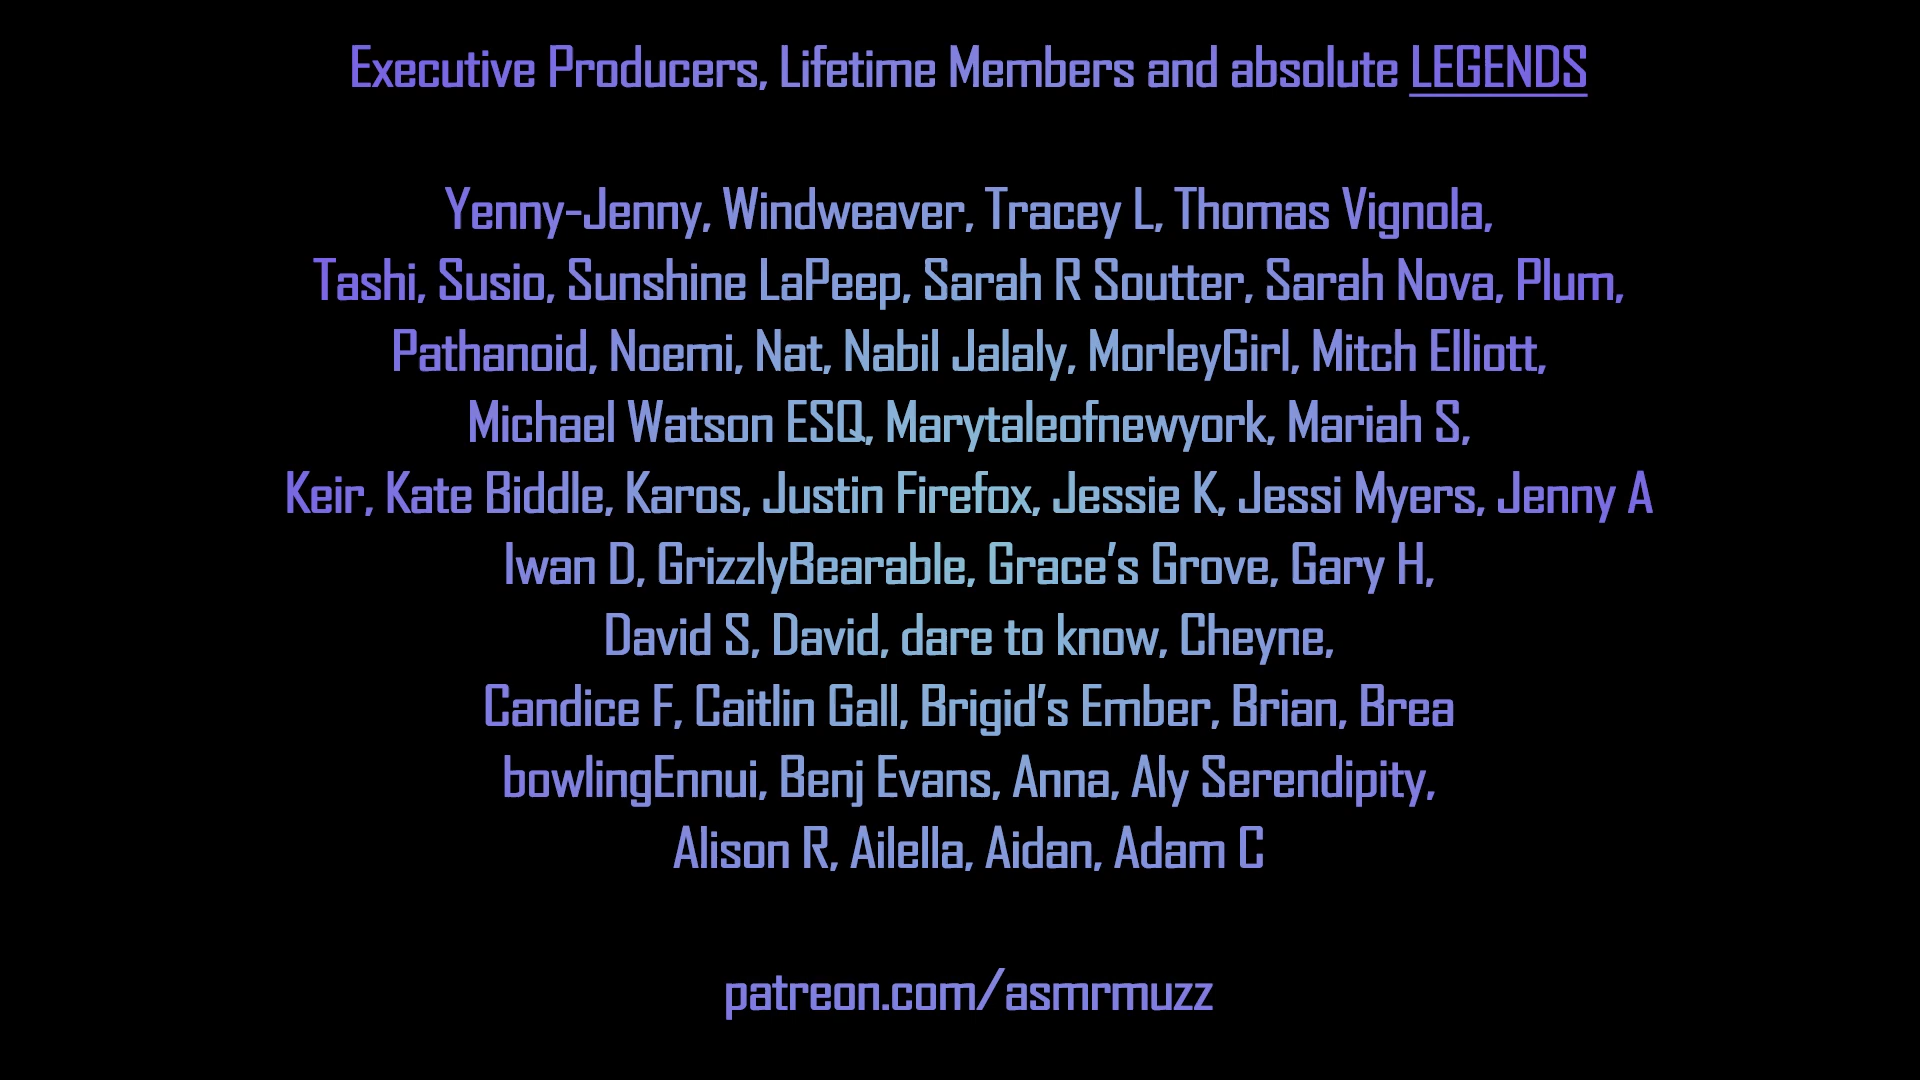 Executive Producers, Lifetime Members and absolute LEGENDS
Yenny-Jenny, Windweaver, Tracey L, Thomas Vignola,
Tashi, Susio, Sunshine LaPeep, Sarah R Soutter, Sarah Nova, Plum,
Pathanoid, Noemi, Nat, Nabil Jalaly, MorleyGirl, Mitch Elliott,
Michael Watson ESQ, Marytaleofnewyork, Mariah S,
Keir, Kate Biddle, Karos, Justin Firefox, Jessie K, Jessi Myers, Jenny A
Iwan D, GrizzlyBearable, Grace’s Grove, Gary H,
David S, David, dare to know, Cheyne,
Candice F, Caitlin Gall, Brigid’s Ember, Brian, Brea
bowlingEnnui, Benj Evans, Anna, Aly Serendipity,
Alison R, Ailella, Aidan, Adam C
patreon.com/asmrmuzz